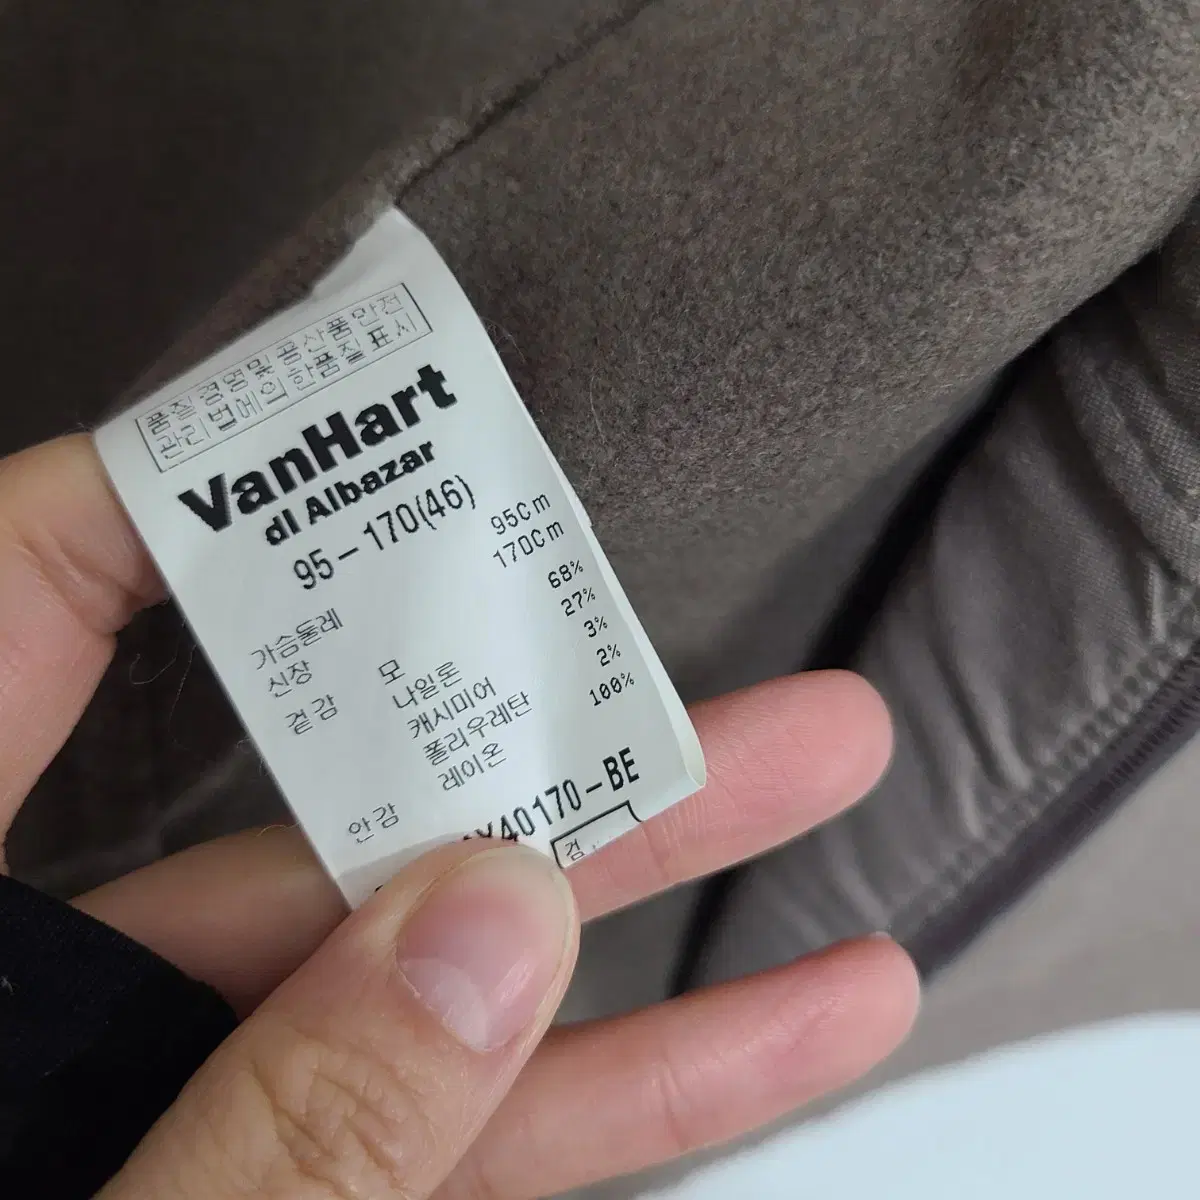 품질경영및공산품안전
관리법에의한품질표시
VanHart
dI Albazar
95-170(46)
가슴둘레 95Cm
신장 170Cm
겉감 모 68%
나일론 27%
캐시미어 3%
폴리우레탄 2%
안감 레이온 100%
Y40170-BE
검